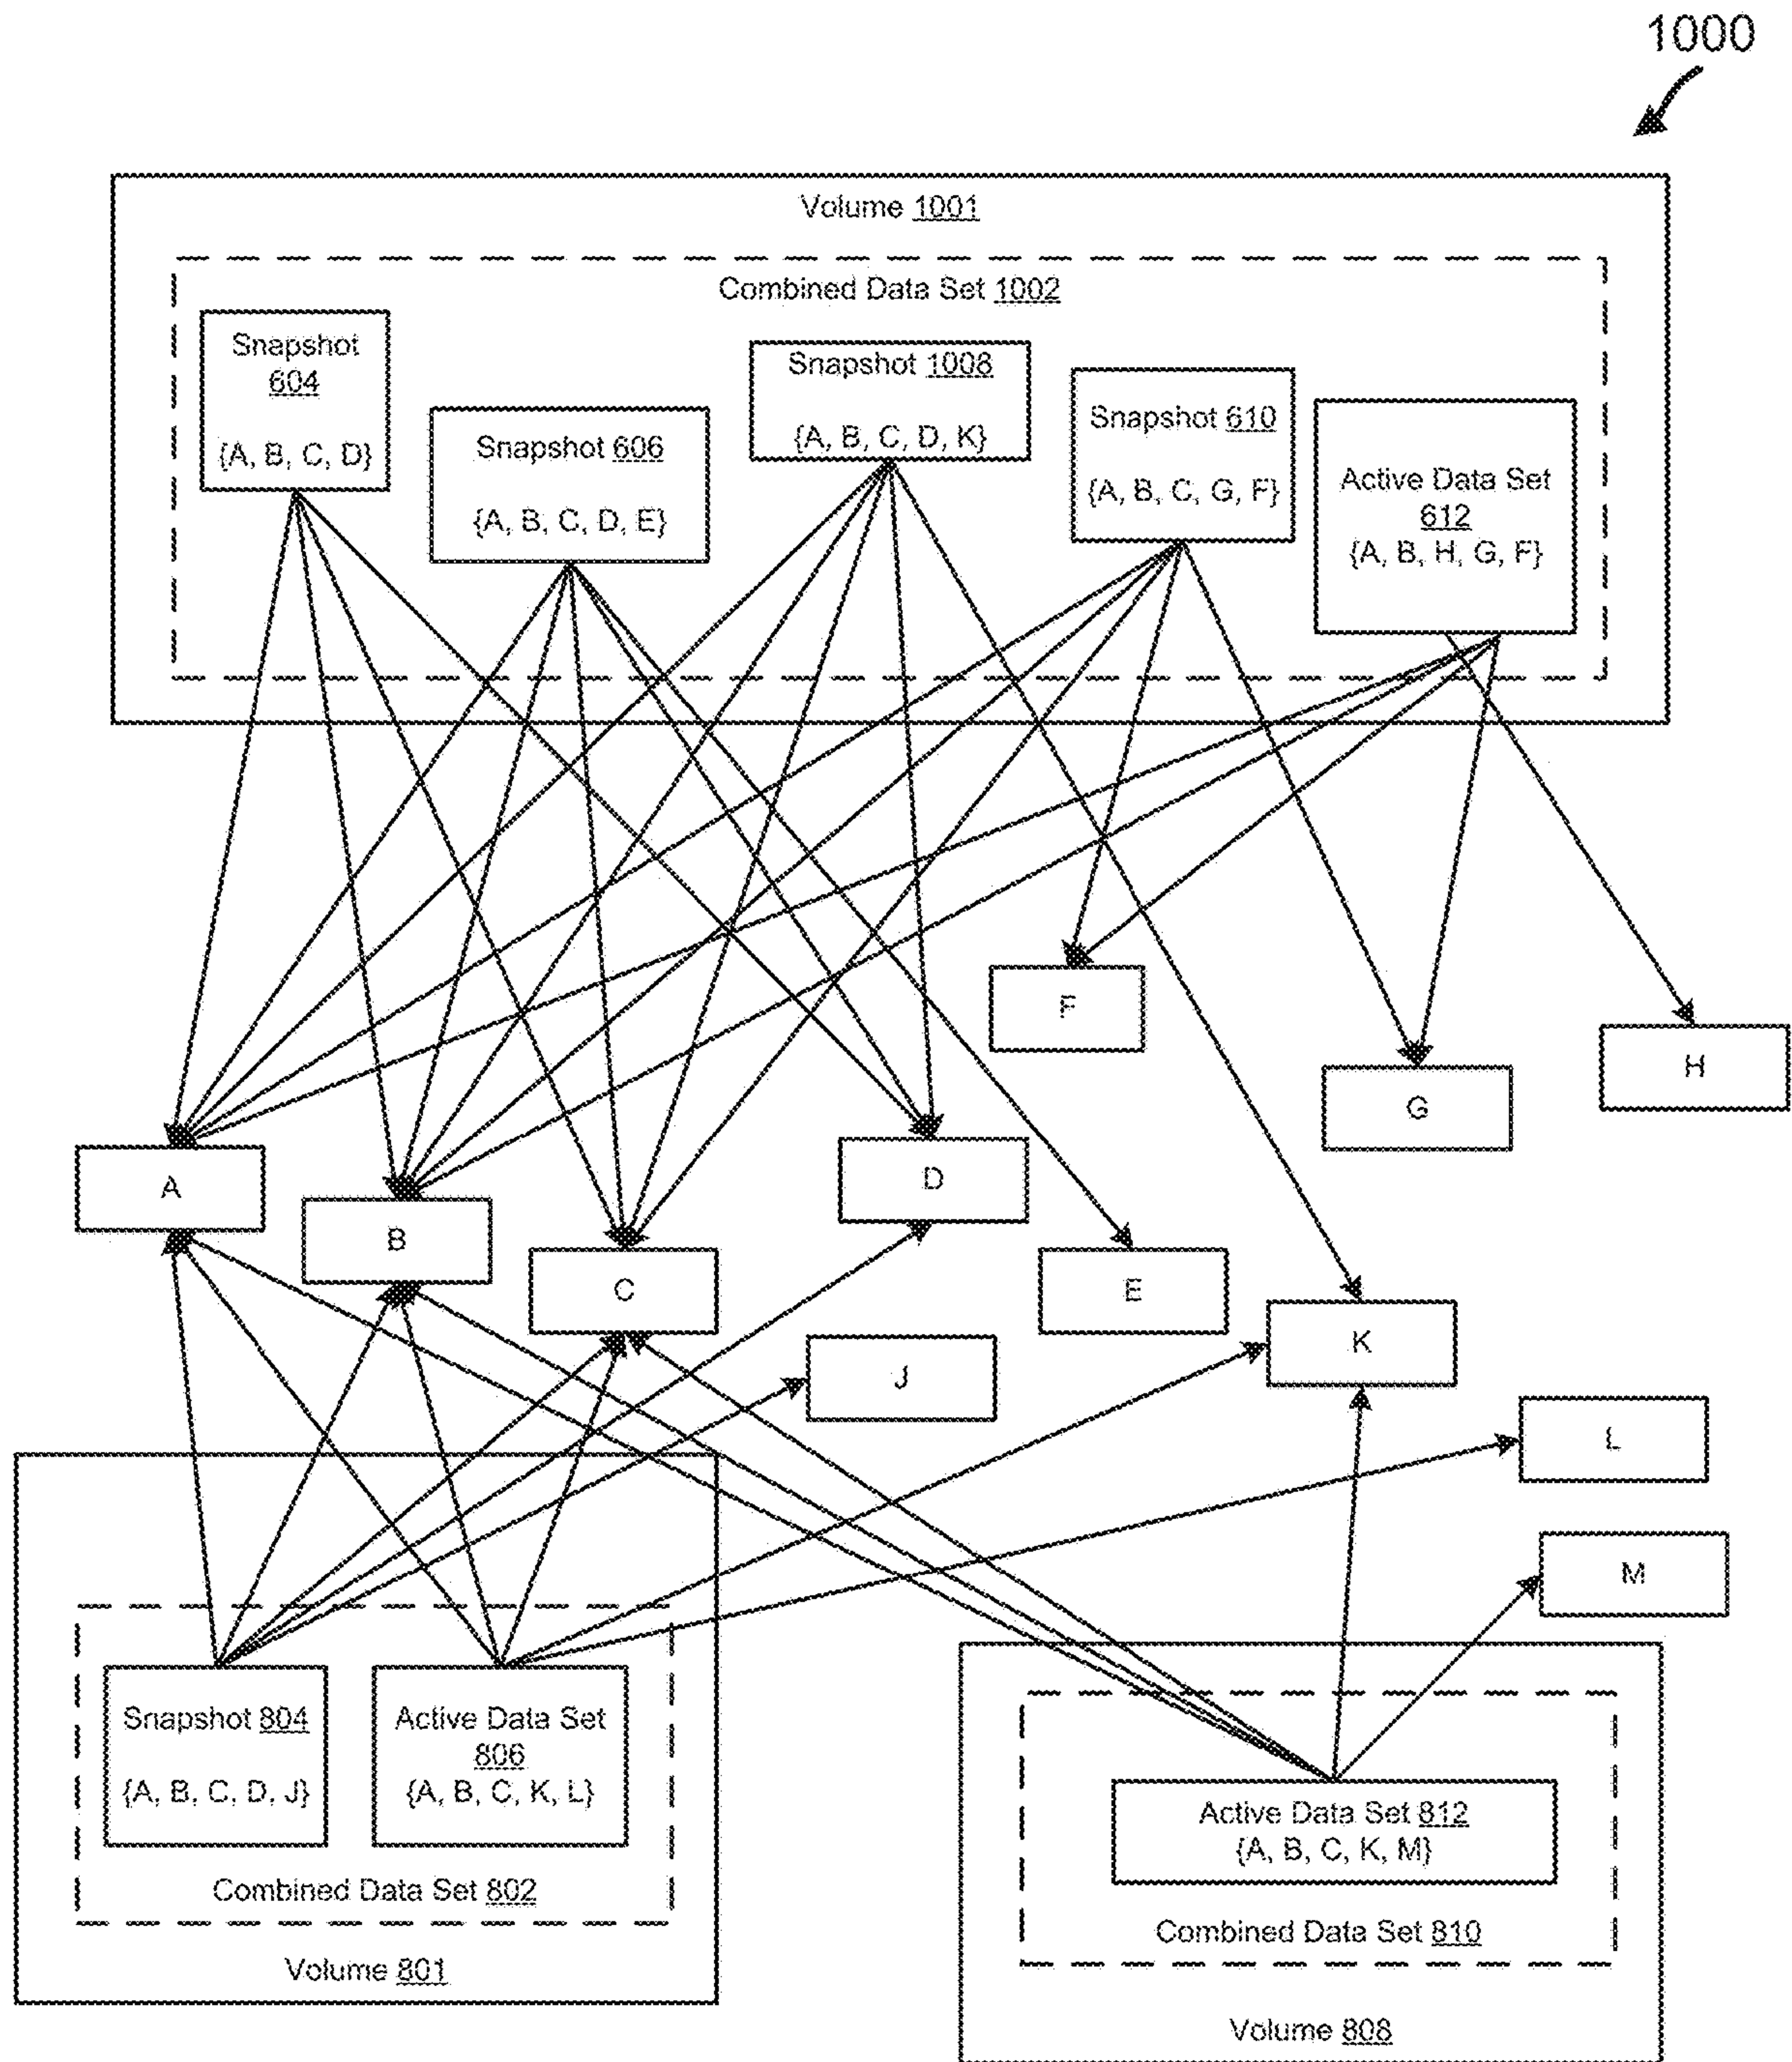 1000
Volume 1001
Combined Data Set 1002
Snapshot
604
{A, B, C, D}
Snapshot 606
{A, B, C, D, E}
Snapshot 1008
{A, B, C, D, K}
Snapshot 610
{A, B, C, G, F}
Active Data Set
612
{A, B, H, G, F}
F
H
G
A
D
B
C
E
K
J
L
M
Snapshot 804
{A, B, C, D, J}
Active Data Set
806
{A, B, C, K, L}
Combined Data Set 802
Volume 801
Active Data Set 812
{A, B, C, K, M}
Combined Data Set 810
Volume 808